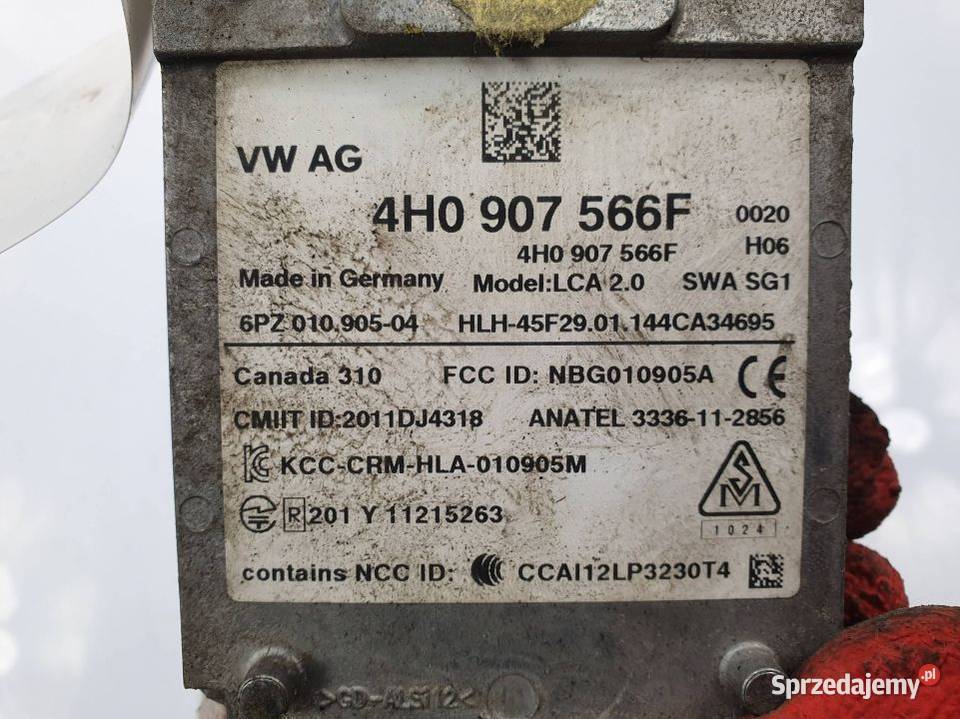 VW AG
4H0 907 566F 0020
4H0 907 566F H06
Made in Germany Model:LCA 2.0 SWA SG1
6PZ 010.905-04 HLH-45F29.01.144CA34695
Canada 310 FCC ID: NBG010905A CE
CMIIT ID:2011DJ4318 ANATEL 3336-11-2856
KCC-CRM-HLA-010905M
R 201 Y 11215263
1024
contains NCC ID: CCAI12LP3230T4
>GD-ALSi12<
Sprzedajemy.pl